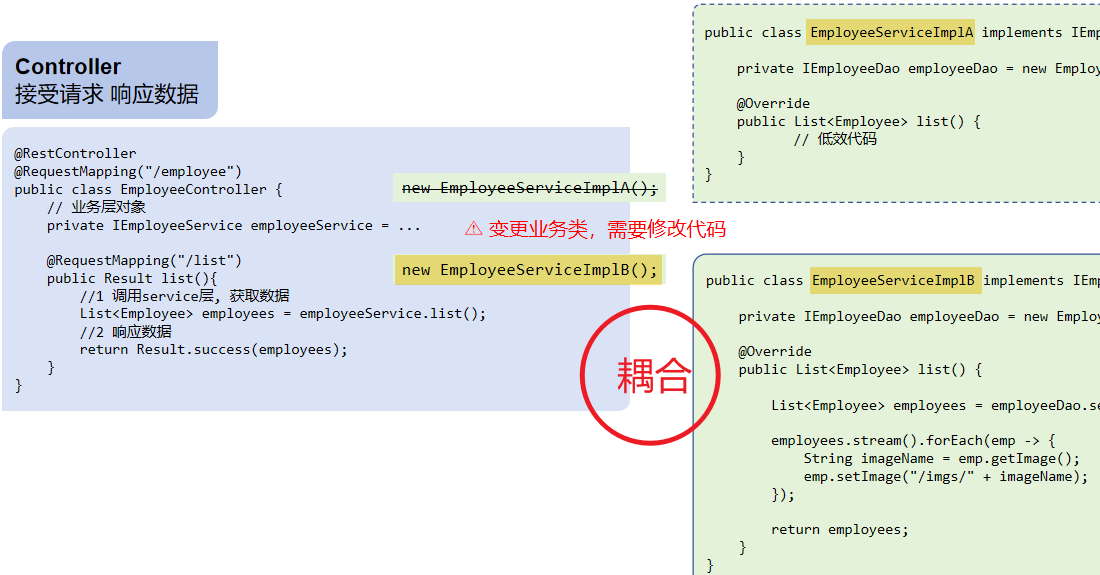 Controller
接受请求 响应数据
@RestController
@RequestMapping("/employee")
public class EmployeeController {
// 业务层对象
private IEmployeeService employeeService = ...
@RequestMapping("/list")
public Result list(){
//1 调用service层, 获取数据
List<Employee> employees = employeeService.list();
//2 响应数据
return Result.success(employees);
}
}
new EmployeeServiceImplA();
⚠ 变更业务类，需要修改代码
new EmployeeServiceImplB();
耦合
public class EmployeeServiceImplA implements IEmp
private IEmployeeDao employeeDao = new Employ
@Override
public List<Employee> list() {
// 低效代码
}
}
public class EmployeeServiceImplB implements IEmp
private IEmployeeDao employeeDao = new Employ
@Override
public List<Employee> list() {
List<Employee> employees = employeeDao.se
employees.stream().forEach(emp -> {
String imageName = emp.getImage();
emp.setImage("/imgs/" + imageName);
});
return employees;
}
}